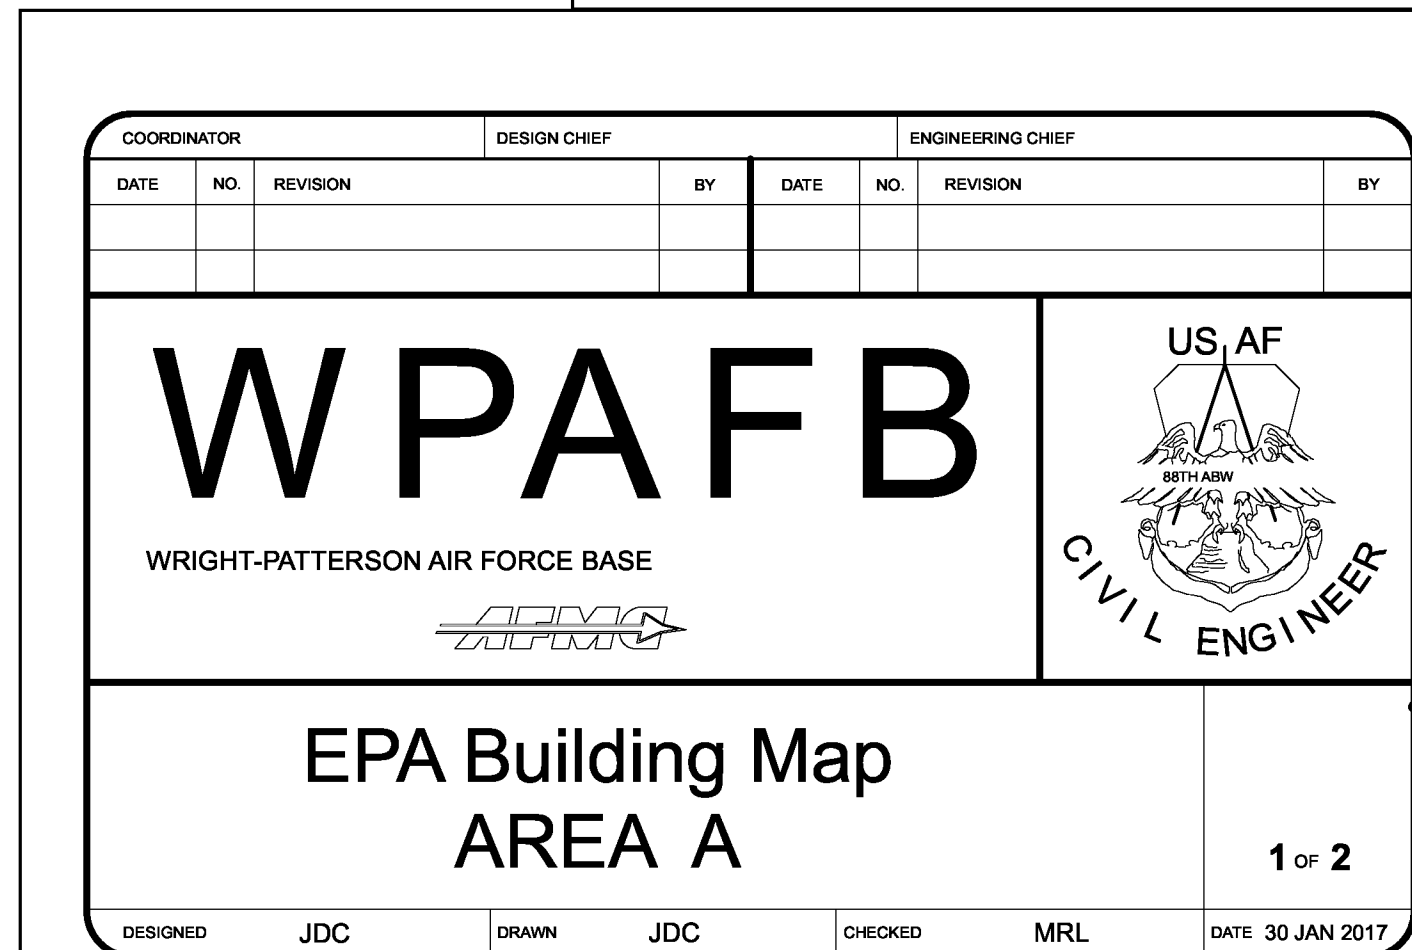 COORDINATOR DESIGN CHIEF ENGINEERING CHIEF
DATE NO. REVISION BY DATE NO. REVISION BY
WPAFB
WRIGHT-PATTERSON AIR FORCE BASE
AFMC
US AF
88TH ABW
CIVIL ENGINEER
EPA Building Map
AREA A
1 OF 2
DESIGNED JDC DRAWN JDC CHECKED MRL DATE 30 JAN 2017